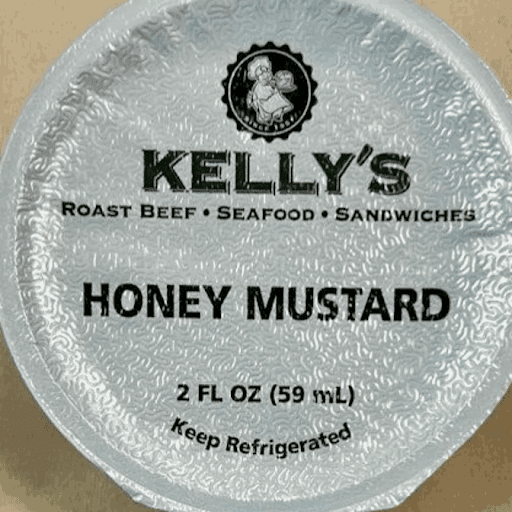 KELLY'S
ROAST BEEF • SEAFOOD • SANDWICHES
HONEY MUSTARD
2 FL OZ (59 mL)
Keep Refrigerated